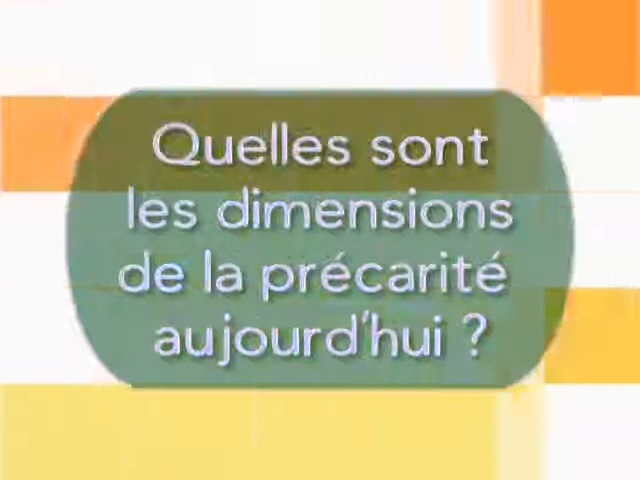 Quelles sont
les dimensions
de la précarité
aujourd'hui ?